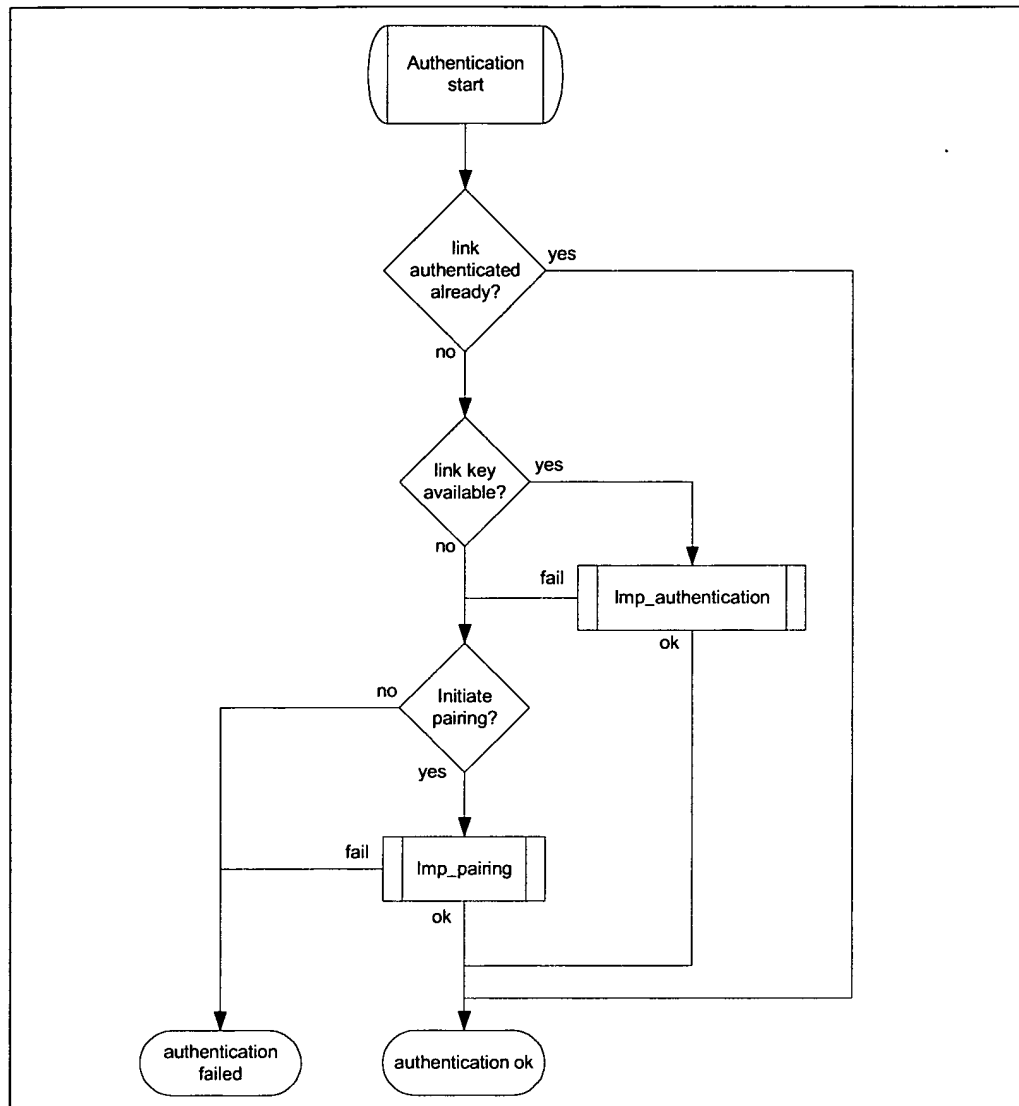 Authentication
start
link
authenticated
already?
yes
no
link key
available?
yes
no
fail
lmp_authentication
ok
no
Initiate
pairing?
yes
fail
lmp_pairing
ok
authentication
failed
authentication ok